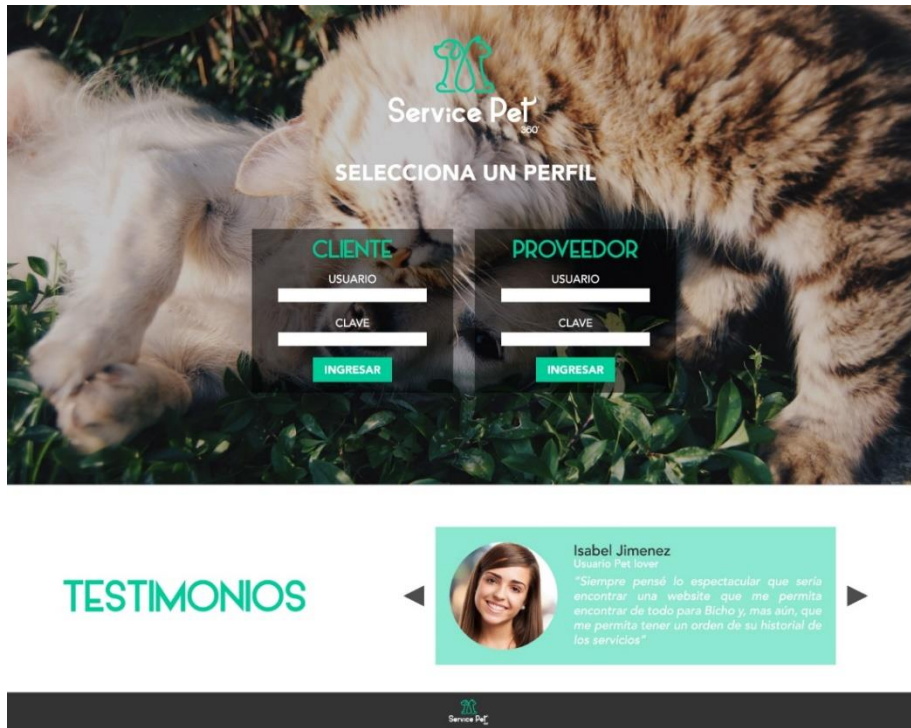 Service Pet
360°
SELECCIONA UN PERFIL
CLIENTE
USUARIO
CLAVE
INGRESAR
PROVEEDOR
USUARIO
CLAVE
INGRESAR
TESTIMONIOS
Isabel Jimenez
Usuario Pet lover
"Siempre pensé lo espectacular que sería
encontrar una website que me permita
encontrar de todo para Bicho y, mas aún, que
me permita tener un orden de su historial de
los servicios"
Service Pet